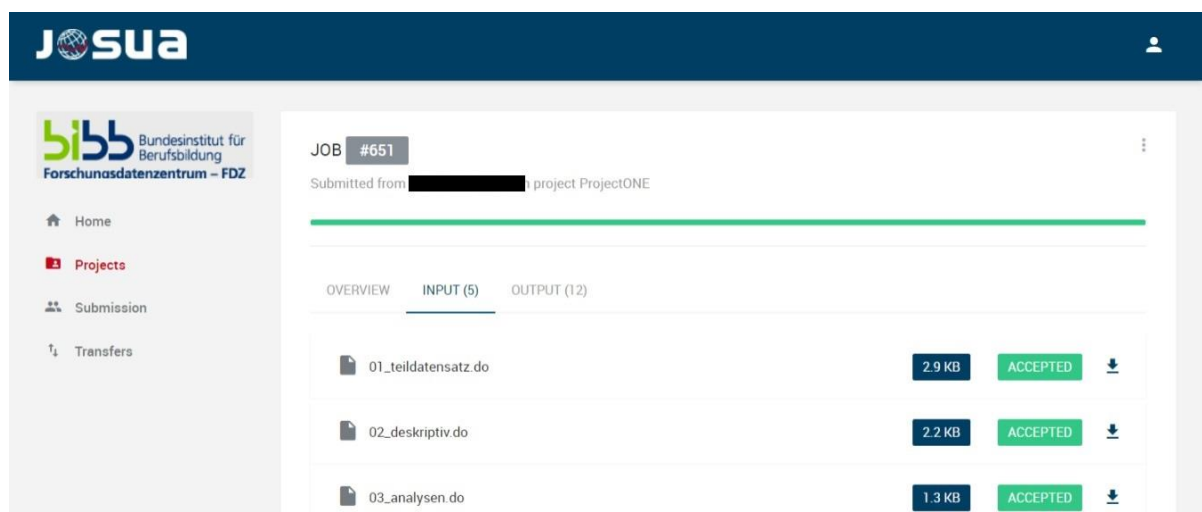 JOSUA
bibb Bundesinstitut für
Berufsbildung
Forschungsdatenzentrum – FDZ
Home
Projects
Submission
Transfers
JOB #651
Submitted from project ProjectONE
OVERVIEW INPUT (5) OUTPUT (12)
01_teildatensatz.do 2.9 KB ACCEPTED
02_deskriptiv.do 2.2 KB ACCEPTED
03_analysen.do 1.3 KB ACCEPTED